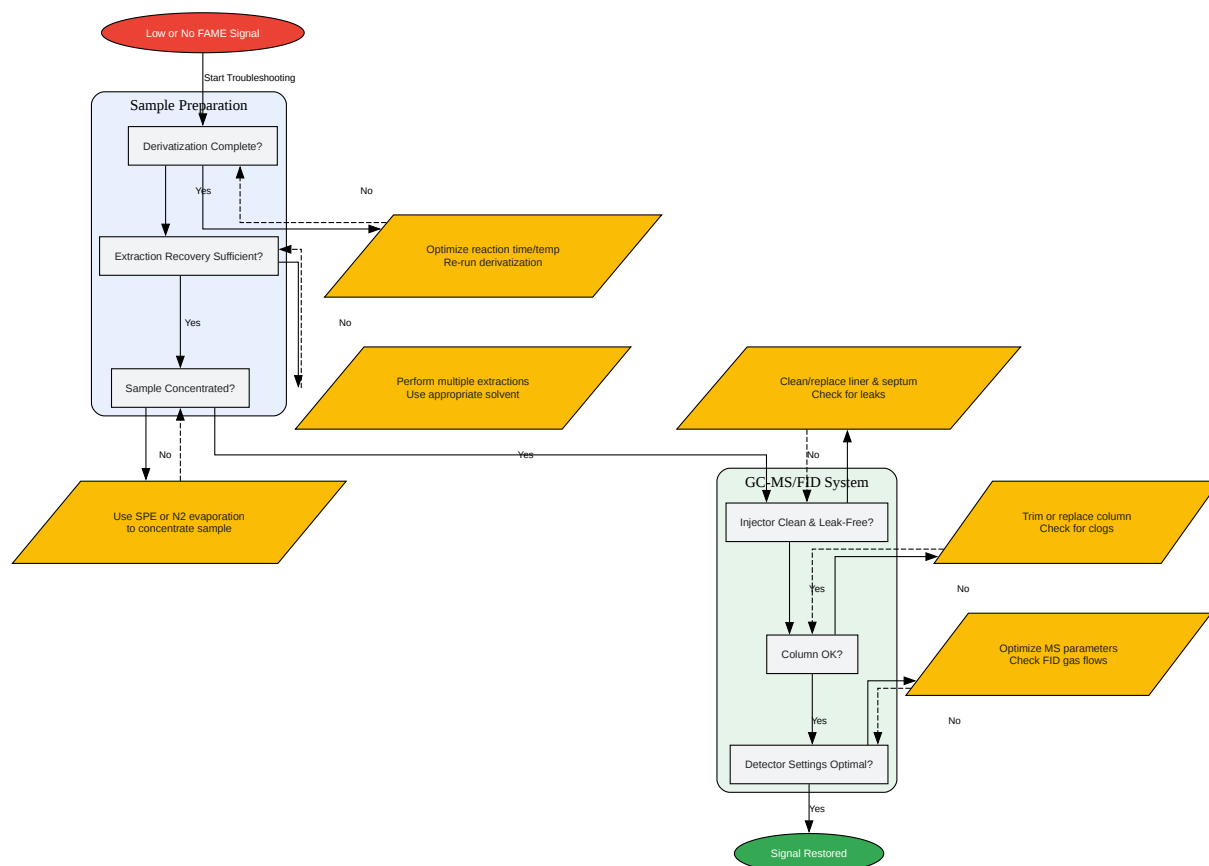 Low or No FAME Signal
Start Troubleshooting
Sample Preparation
Derivatization Complete?
Yes
No
Optimize reaction time/temp
Re-run derivatization
Extraction Recovery Sufficient?
Yes
No
Perform multiple extractions
Use appropriate solvent
Clean/replace liner & septum
Check for leaks
Sample Concentrated?
No
Yes
No
GC-MS/FID System
Use SPE or N2 evaporation
to concentrate sample
Injector Clean & Leak-Free?
Trim or replace column
Check for clogs
Yes
No
Column OK?
Optimize MS parameters
Check FID gas flows
Yes
No
Detector Settings Optimal?
Yes
Signal Restored